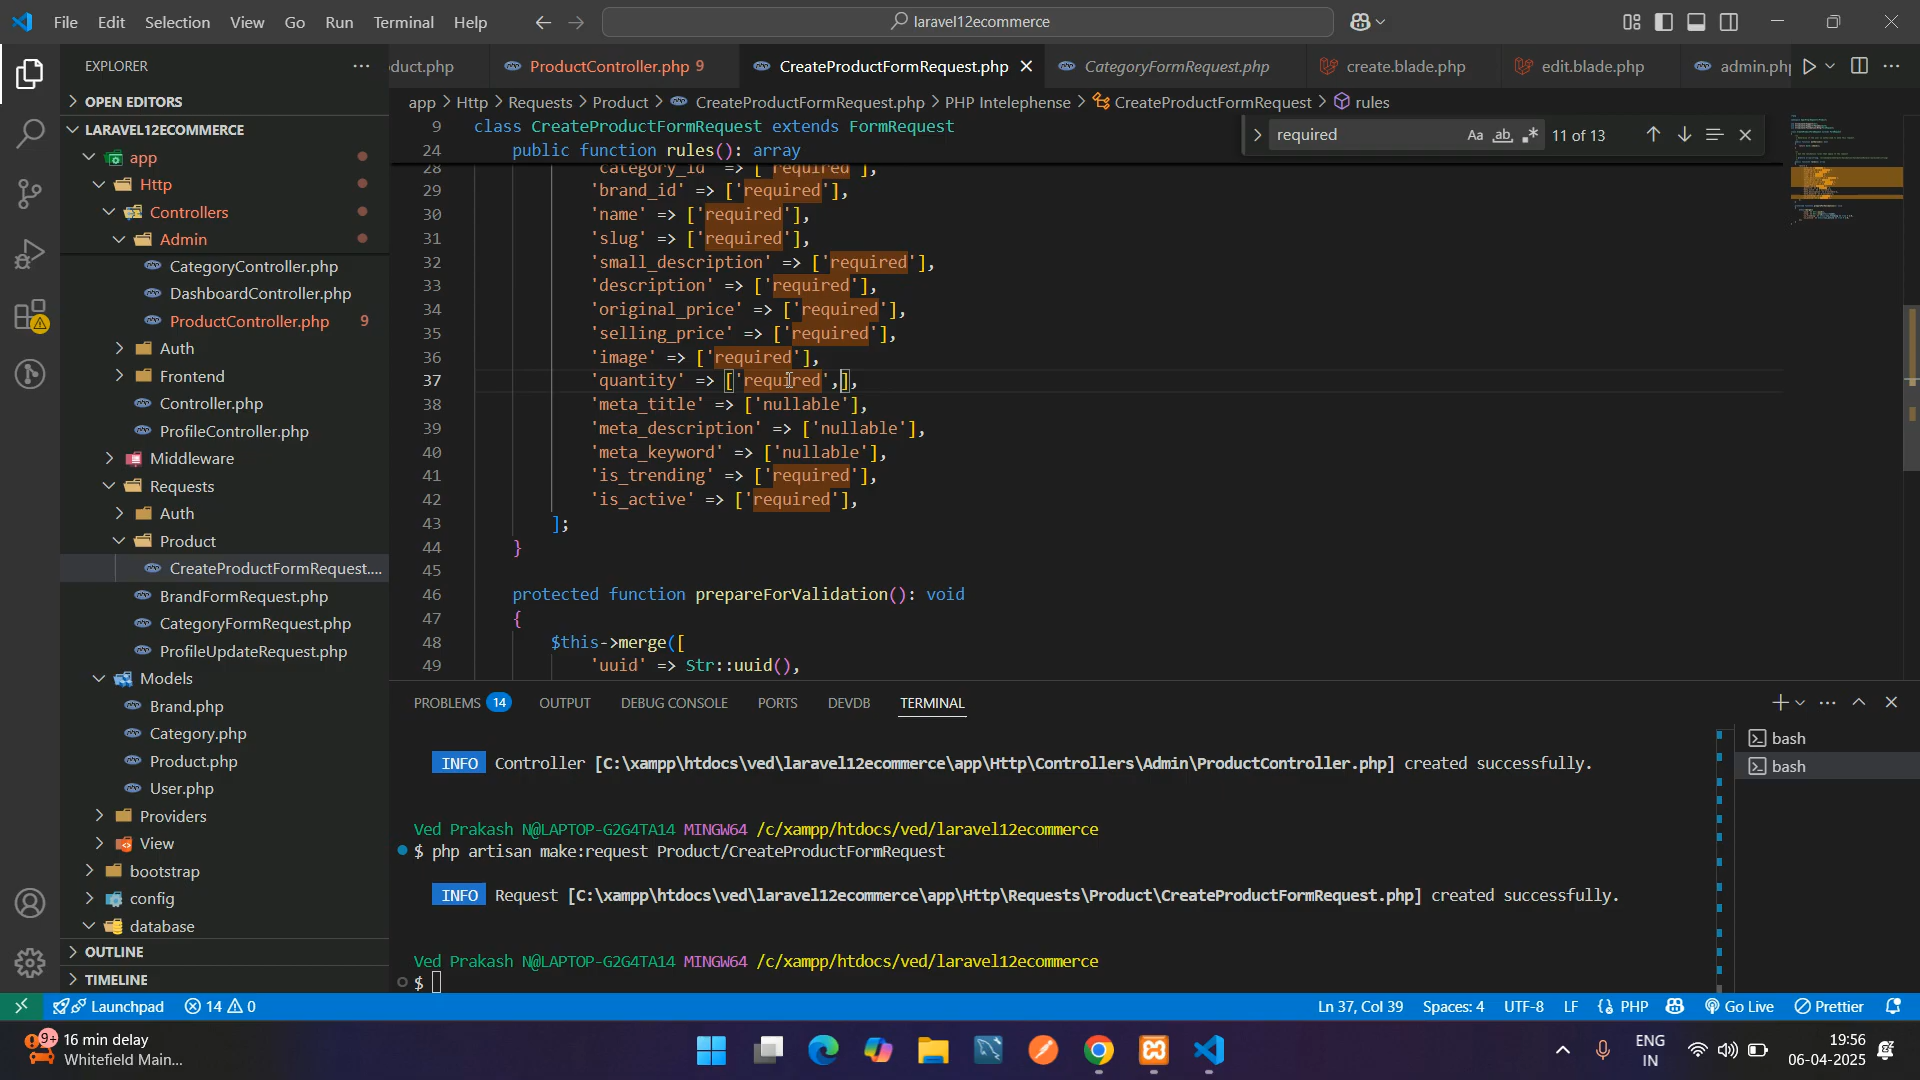 File Edit Selection View Go Run Terminal Help
laravel12ecommerce
EXPLORER
OPEN EDITORS
LARAVEL12ECOMMERCE
app
Http
Controllers
Admin
CategoryController.php
DashboardController.php
ProductController.php 9
Auth
Frontend
Controller.php
ProfileController.php
Middleware
Requests
Auth
Product
CreateProductFormRequest....
BrandFormRequest.php
CategoryFormRequest.php
ProfileUpdateRequest.php
Models
Brand.php
Category.php
Product.php
User.php
Providers
View
bootstrap
config
database
OUTLINE
TIMELINE
duct.php ProductController.php 9 CreateProductFormRequest.php CategoryFormRequest.php create.blade.php edit.blade.php admin.php
app > Http > Requests > Product > CreateProductFormRequest.php > PHP Intelephense > CreateProductFormRequest > rules
required Aa ab 11 of 13
9 class CreateProductFormRequest extends FormRequest
24 public function rules(): array
28 'category_id' => ['required'],
29 'brand_id' => ['required'],
30 'name' => ['required'],
31 'slug' => ['required'],
32 'small_description' => ['required'],
33 'description' => ['required'],
34 'original_price' => ['required'],
35 'selling_price' => ['required'],
36 'image' => ['required'],
37 'quantity' => ['required',],
38 'meta_title' => ['nullable'],
39 'meta_description' => ['nullable'],
40 'meta_keyword' => ['nullable'],
41 'is_trending' => ['required'],
42 'is_active' => ['required'],
43 ];
44 }
45
46 protected function prepareForValidation(): void
47 {
48 $this->merge([
49 'uuid' => Str::uuid(),
PROBLEMS 14 OUTPUT DEBUG CONSOLE PORTS DEVDB TERMINAL
INFO Controller [C:\xampp\htdocs\ved\laravel12ecommerce\app\Http\Controllers\Admin\ProductController.php] created successfully.
Ved Prakash N@LAPTOP-G2G4TA14 MINGW64 /c/xampp/htdocs/ved/laravel12ecommerce
$ php artisan make:request Product/CreateProductFormRequest
INFO Request [C:\xampp\htdocs\ved\laravel12ecommerce\app\Http\Requests\Product\CreateProductFormRequest.php] created successfully.
Ved Prakash N@LAPTOP-G2G4TA14 MINGW64 /c/xampp/htdocs/ved/laravel12ecommerce
$
bash
bash
Launchpad 14 0 Ln 37, Col 39 Spaces: 4 UTF-8 LF {} PHP Go Live Prettier
9+ 16 min delay
Whitefield Main...
ENG
IN
19:56
06-04-2025